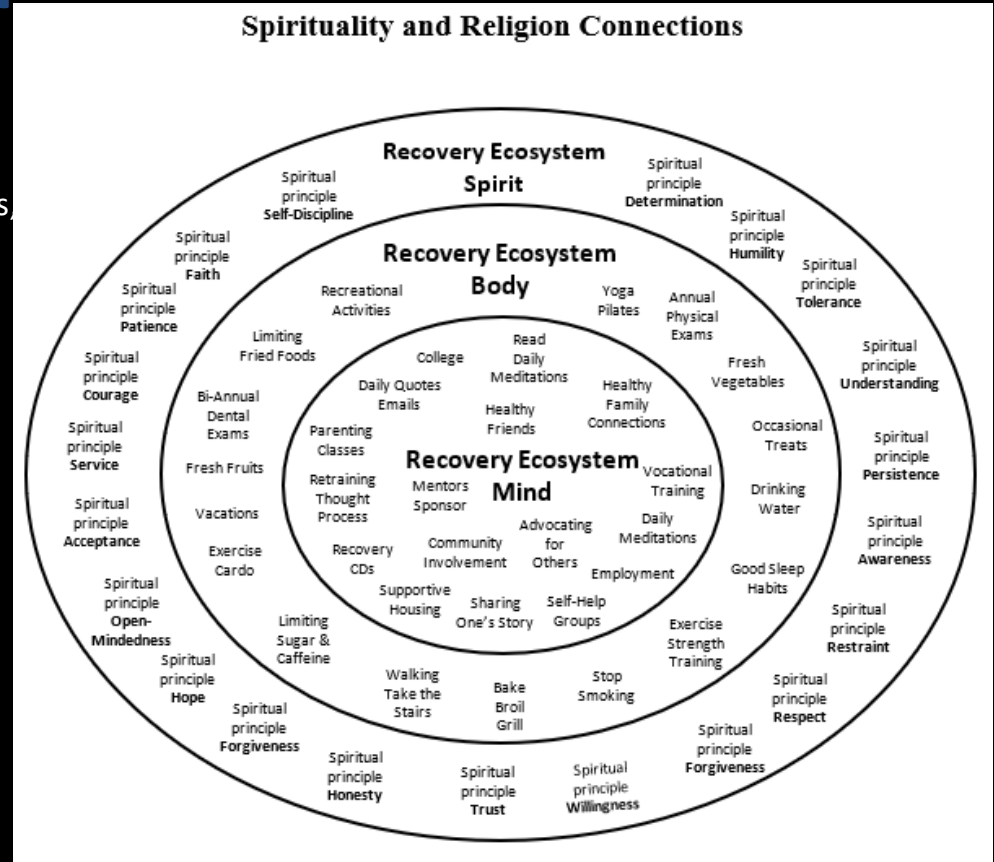 Spirituality and Religion Connections
s,
Recovery Ecosystem
Spirit
Spiritual
principle
Self-Discipline
Spiritual
principle
Determination
Spiritual
principle
Faith
Spiritual
principle
Humility
Spiritual
principle
Patience
Spiritual
principle
Tolerance
Spiritual
principle
Courage
Spiritual
principle
Understanding
Spiritual
principle
Service
Spiritual
principle
Persistence
Spiritual
principle
Acceptance
Spiritual
principle
Awareness
Spiritual
principle
Open-
Mindedness
Spiritual
principle
Restraint
Spiritual
principle
Hope
Spiritual
principle
Respect
Spiritual
principle
Forgiveness
Spiritual
principle
Forgiveness
Spiritual
principle
Honesty
Spiritual
principle
Trust
Spiritual
principle
Willingness
Recovery Ecosystem
Body
Recreational
Activities
Yoga
Pilates
Annual
Physical
Exams
Limiting
Fried Foods
Fresh
Vegetables
Bi-Annual
Dental
Exams
Occasional
Treats
Fresh Fruits
Drinking
Water
Vacations
Exercise
Cardo
Good Sleep
Habits
Limiting
Sugar &
Caffeine
Exercise
Strength
Training
Walking
Take the
Stairs
Bake
Broil
Grill
Stop
Smoking
College
Read
Daily
Meditations
Daily Quotes
Emails
Healthy
Friends
Healthy
Family
Connections
Parenting
Classes
Recovery Ecosystem
Mind
Retraining
Thought
Process
Mentors
Sponsor
Vocational
Training
Advocating
for
Others
Daily
Meditations
Recovery
CDs
Community
Involvement
Employment
Supportive
Housing
Sharing
One's Story
Self-Help
Groups